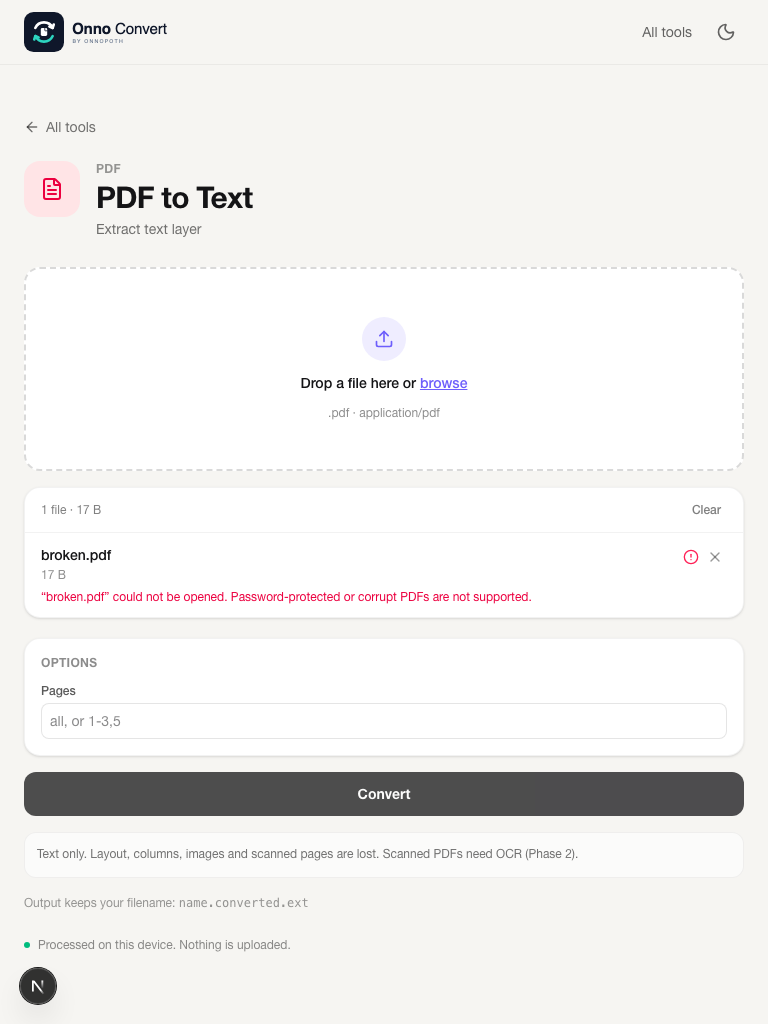 Onno Convert
BY ONNOPOTH
All tools
All tools
PDF
PDF to Text
Extract text layer
Drop a file here or browse
.pdf · application/pdf
1 file · 17 B
Clear
broken.pdf
17 B
“broken.pdf” could not be opened. Password-protected or corrupt PDFs are not supported.
OPTIONS
Pages
all, or 1-3,5
Convert
Text only. Layout, columns, images and scanned pages are lost. Scanned PDFs need OCR (Phase 2).
Output keeps your filename: name.converted.ext
Processed on this device. Nothing is uploaded.
N